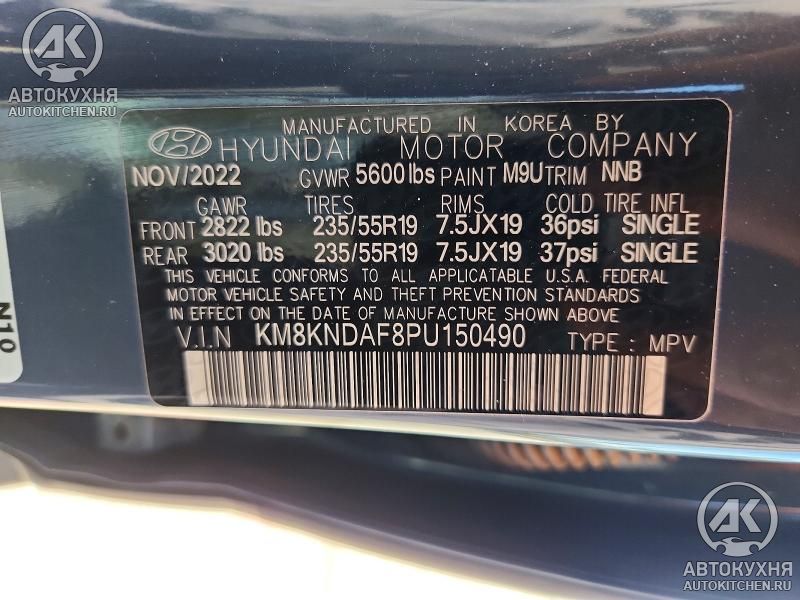 АК
АВТОКУХНЯ
AUTOKITCHEN.RU
MANUFACTURED IN KOREA BY
HYUNDAI MOTOR COMPANY
NOV/2022 GVWR 5600lbs PAINT M9U TRIM NNB
GAWR TIRES RIMS COLD TIRE INFL
FRONT 2822 lbs 235/55R19 7.5JX19 36psi SINGLE
REAR 3020 lbs 235/55R19 7.5JX19 37psi SINGLE
THIS VEHICLE CONFORMS TO ALL APPLICATABLE U.S.A. FEDERAL
MOTOR VEHICLE SAFETY AND THEFT PREVENTION STANDARDS IN
EFFECT ON THE DATE OF MANUFACTURE SHOWN ABOVE.
V.I.N KM8KNDAF8PU150490 TYPE : MPV
N10
АК
АВТОКУХНЯ
AUTOKITCHEN.RU